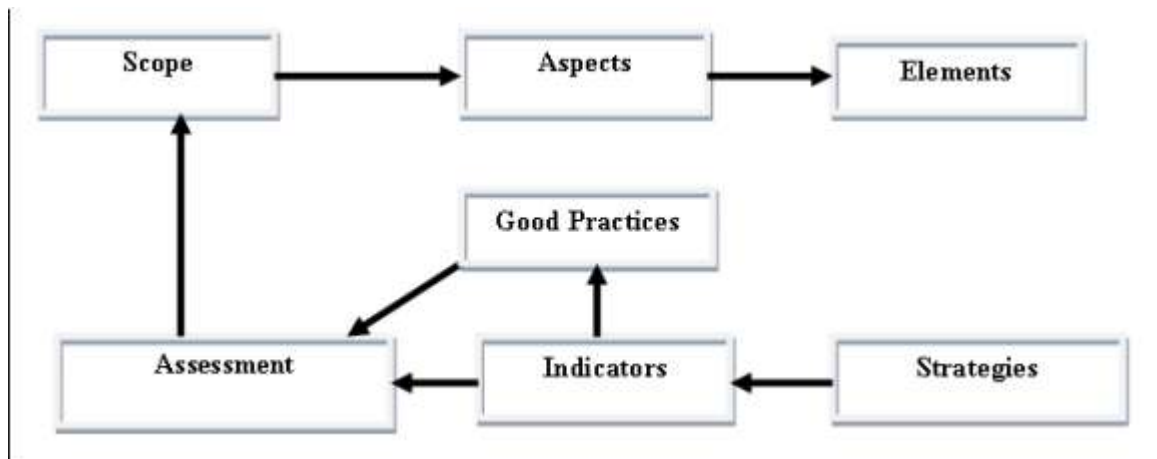 Scope
Aspects
Elements
Good Practices
Assessment
Indicators
Strategies